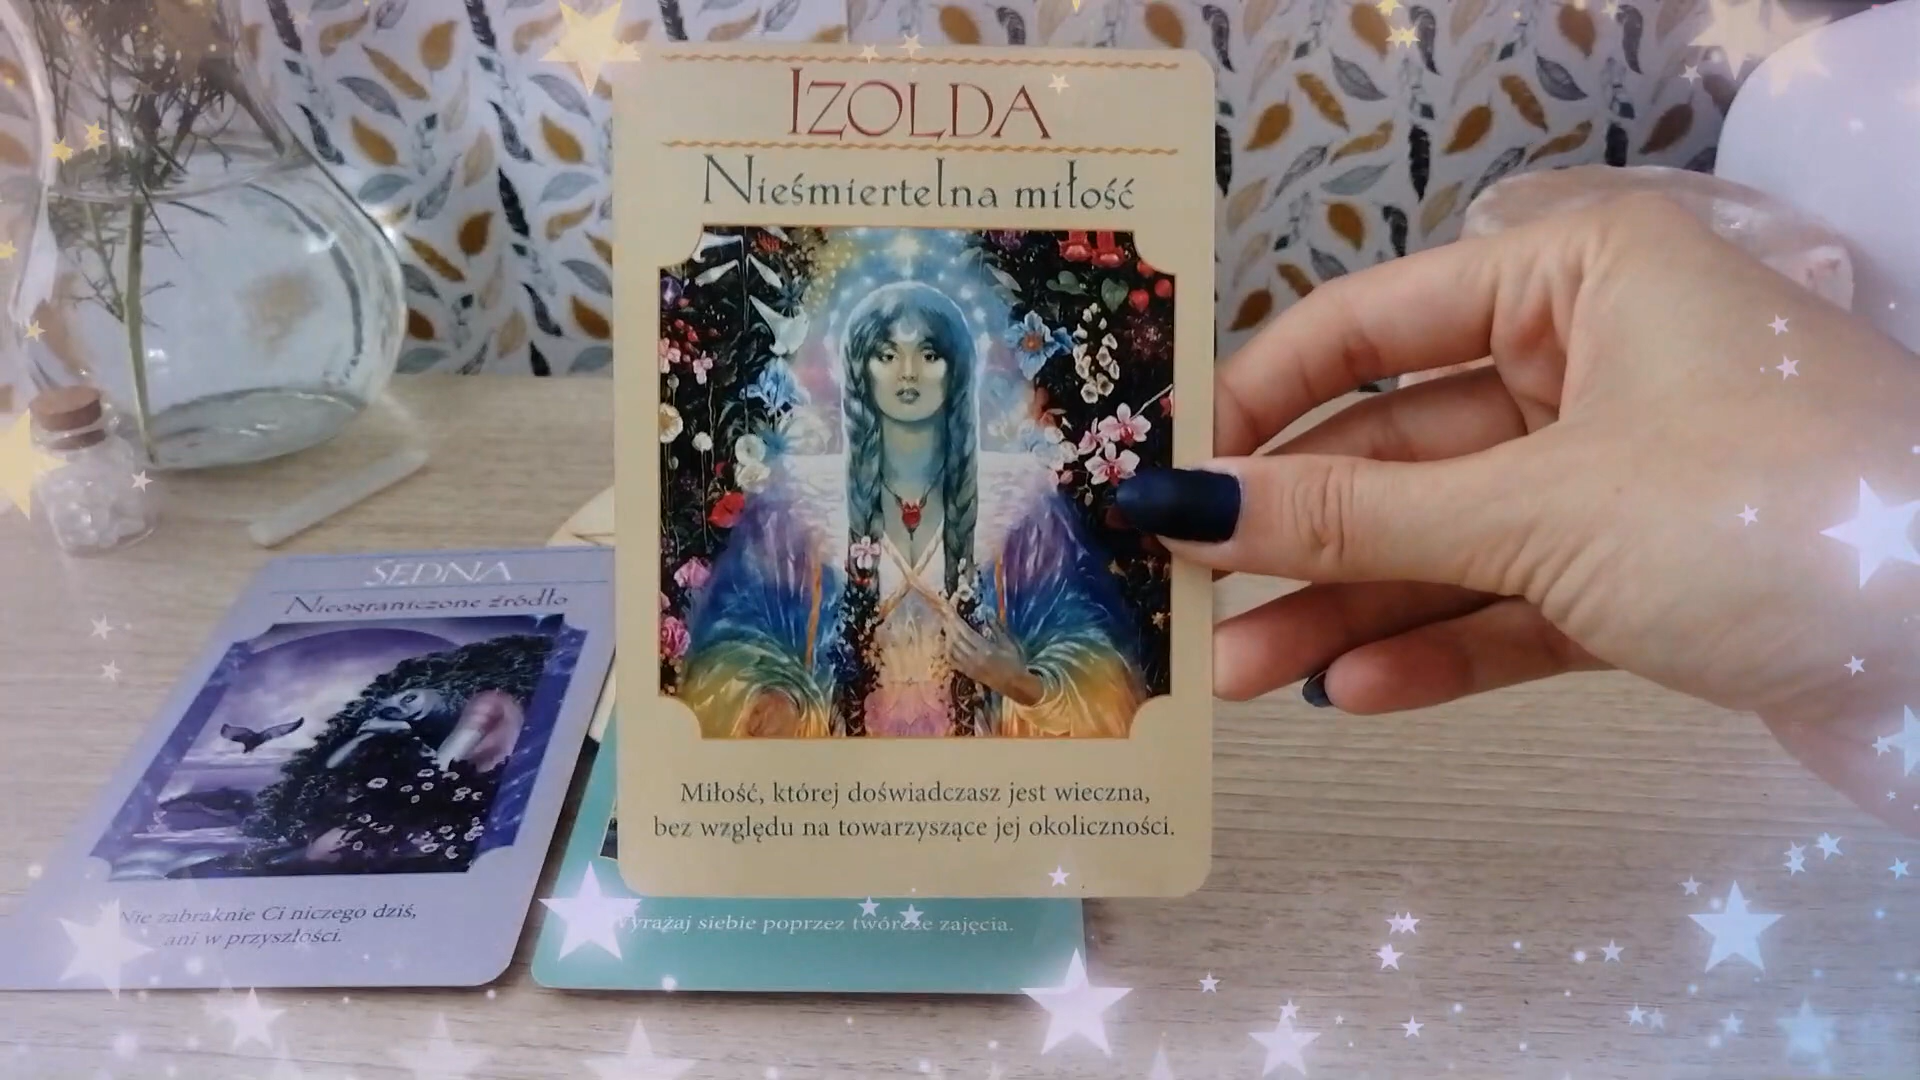 IZOLDA
Nieśmiertelna miłość
Miłość, której doświadczasz jest wieczna,
bez względu na towarzyszące jej okoliczności.
SEDNA
Nieograniczone źródło
Nie zabraknie Ci niczego dziś,
ani w przyszłości.
Wyrażaj siebie poprzez twórcze zajęcia.